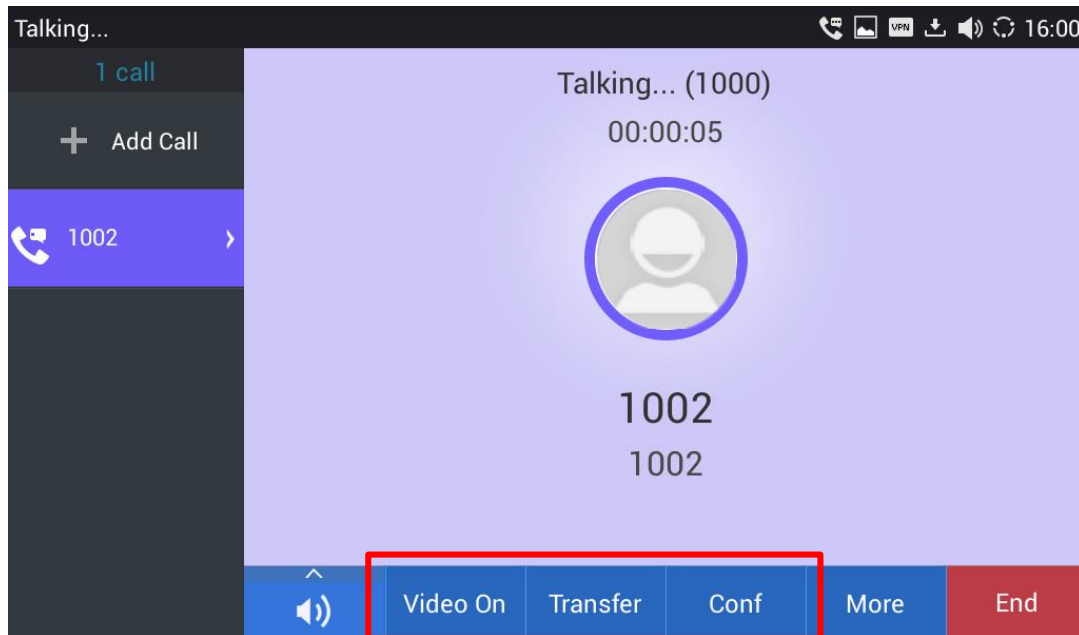 Talking...
VPN
16:00
1 call
Add Call
1002
Talking... (1000)
00:00:05
1002
1002
Video On
Transfer
Conf
More
End